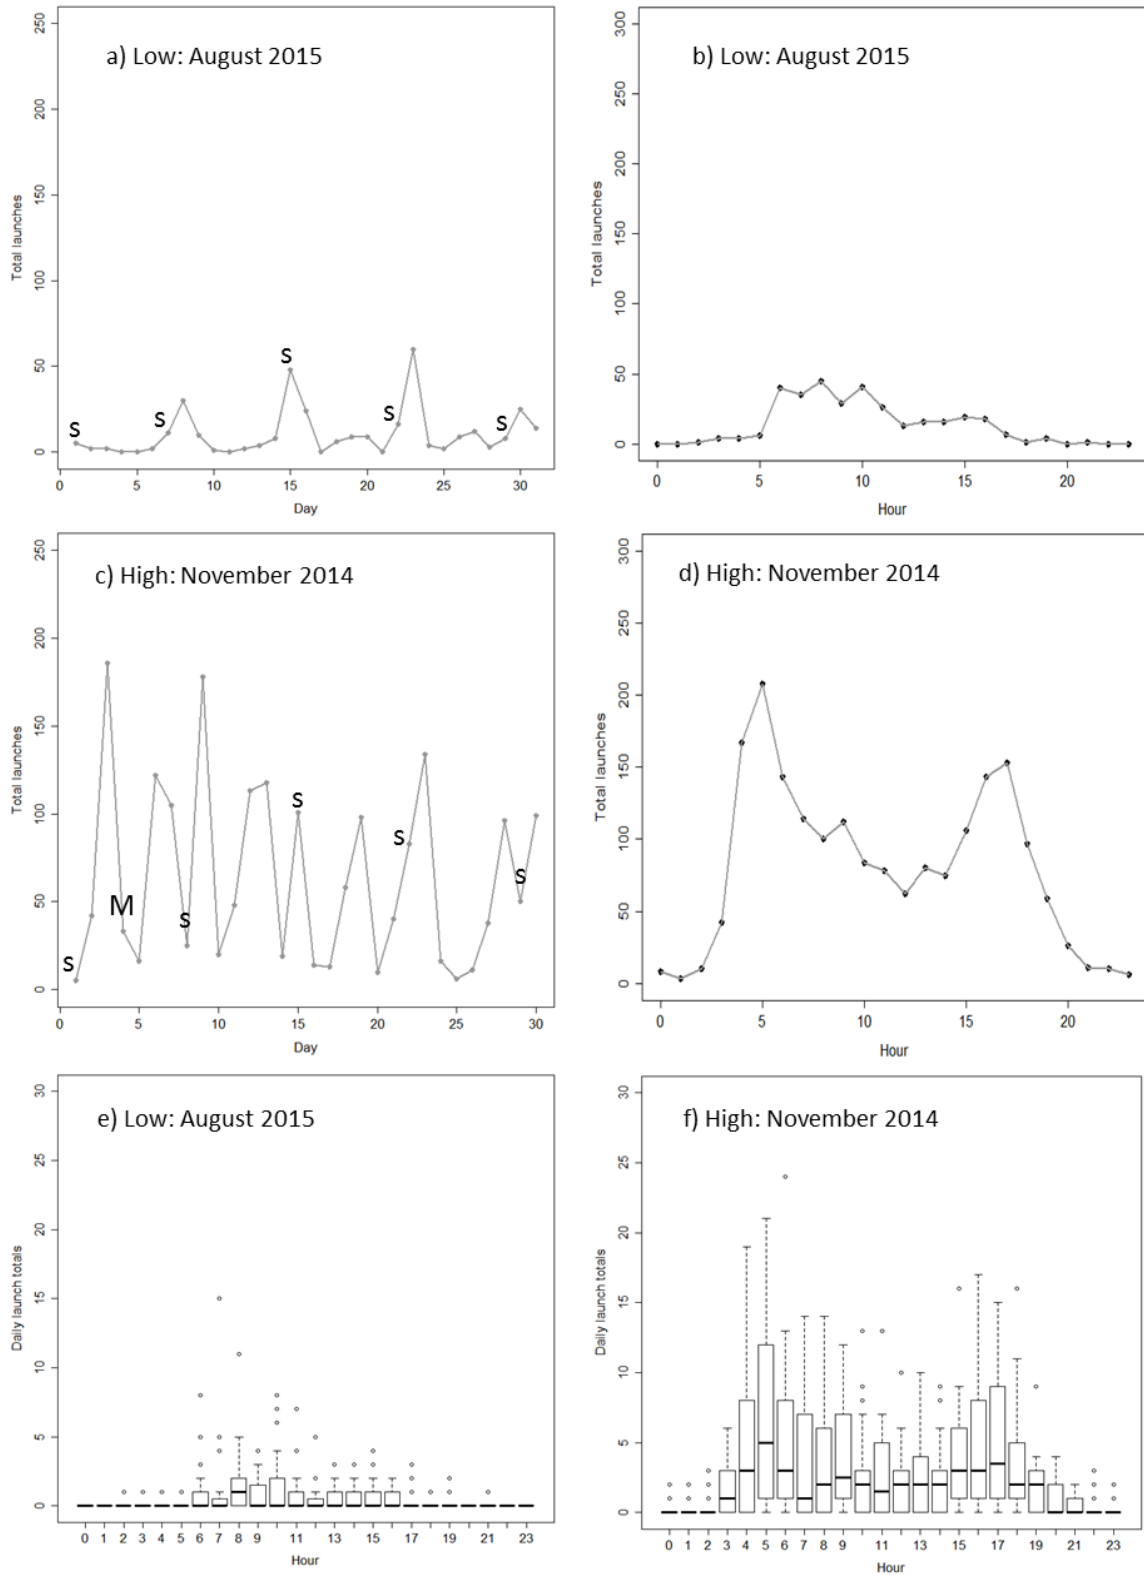 a) Low: August 2015
Total launches
0 50 100 150 200 250
S S S S S
0 5 10 15 20 25 30
Day
b) Low: August 2015
Total launches
0 50 100 150 200 250 300
0 5 10 15 20
Hour
c) High: November 2014
Total launches
0 50 100 150 200 250
S M S S S S
0 5 10 15 20 25 30
Day
d) High: November 2014
Total launches
0 50 100 150 200 250 300
0 5 10 15 20
Hour
e) Low: August 2015
Daily launch totals
0 5 10 15 20 25 30
0 1 2 3 4 5 6 7 8 9 11 13 15 17 19 21 23
Hour
f) High: November 2014
Daily launch totals
0 5 10 15 20 25 30
0 1 2 3 4 5 6 7 8 9 11 13 15 17 19 21 23
Hour